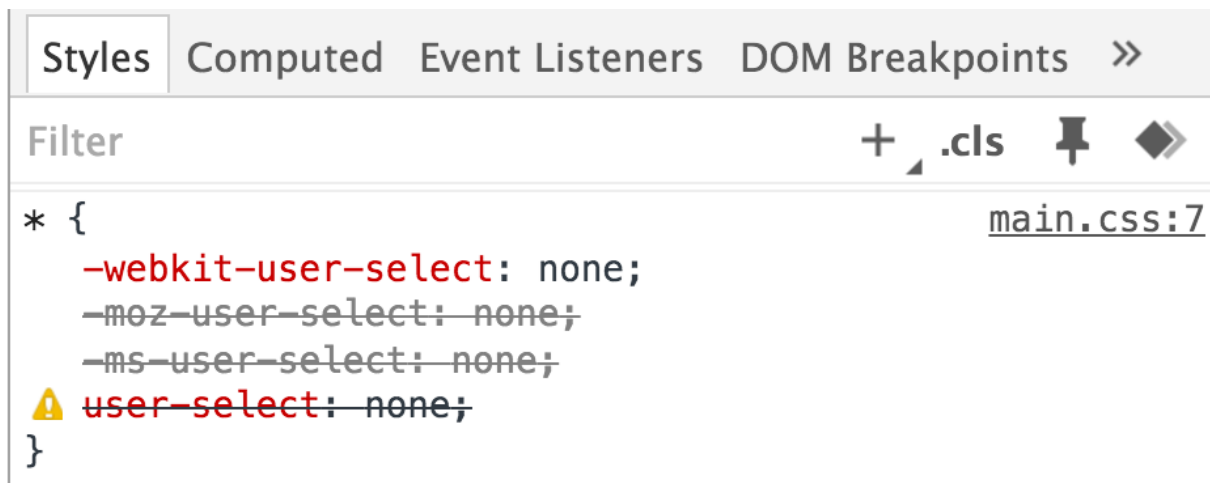 Styles Computed Event Listeners DOM Breakpoints »
Filter + .cls
* { main.css:7
-webkit-user-select: none;
-moz-user-select: none;
-ms-user-select: none;
user-select: none;
}